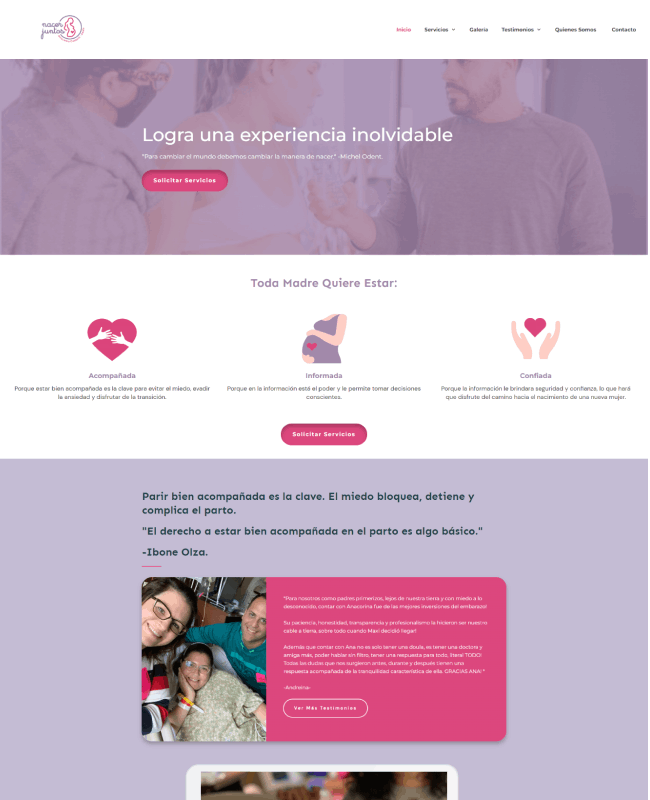 nacer
juntos
Inicio
Servicios
Galería
Testimonios
Quienes Somos
Contacto
Logra una experiencia inolvidable
"Para cambiar el mundo debemos cambiar la manera de nacer." -Michel Odent.
Solicitar Servicios
Toda Madre Quiere Estar:
Acompañada
Porque estar bien acompañada es la clave para evitar el miedo, evadir
la ansiedad y disfrutar de la transición.
Informada
Porque en la información está el poder y le permite tomar decisiones
conscientes.
Confiada
Porque la información le brindara seguridad y confianza, lo que hará
que disfrute del camino hacia el nacimiento de una nueva mujer.
Solicitar Servicios
Parir bien acompañada es la clave. El miedo bloquea, detiene y
complica el parto.
"El derecho a estar bien acompañada en el parto es algo básico."
-Ibone Olza.
"Para nosotros como padres primerizos, lejos de nuestra tierra y con miedo a lo
desconocido, contar con Anacorina fue de las mejores inversiones del embarazo!
Su paciencia, honestidad, transparencia y profesionalismo la hicieron ser nuestro
cable a tierra, sobre todo cuando Maxi decidió llegar!
Además que contar con Ana no es solo tener una doula, es tener una doctora y
amiga más, poder hablar sin filtro, tener una respuesta para todo, literal TODO!
Todas las dudas que nos surgieron antes, durante y después tienen una
respuesta acompañada de la tranquilidad característica de ella. GRACIAS ANA! "
-Andreina-
Ver Más Testimonios